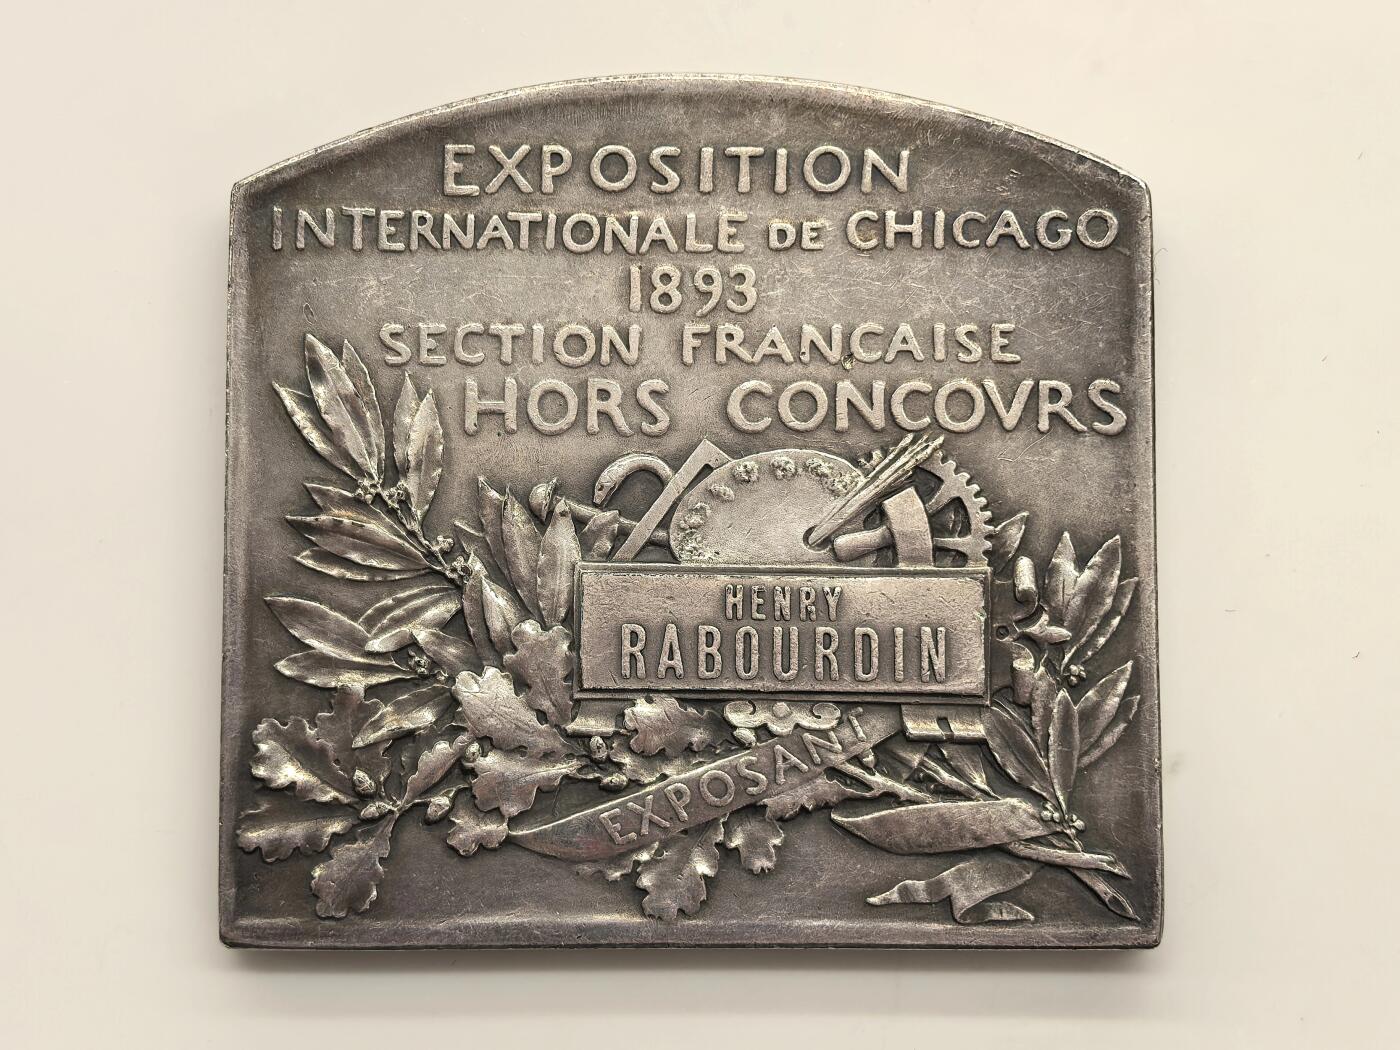 EXPOSITION
INTERNATIONALE DE CHICAGO
1893
SECTION FRANCAISE
HORS CONCOVRS
HENRY
RABOURDIN
EXPOSANT